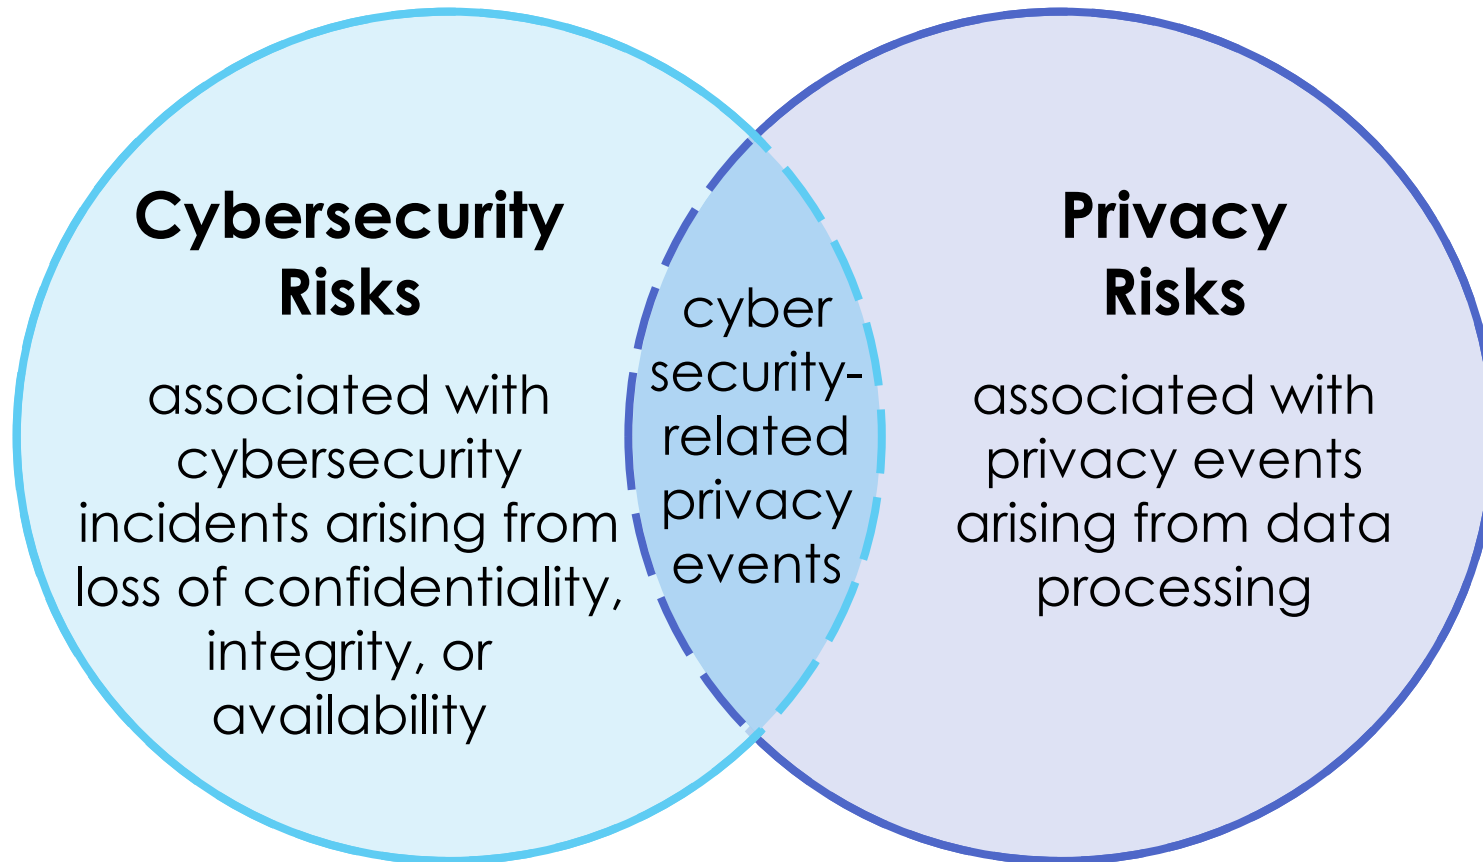 Cybersecurity
Risks
associated with
cybersecurity
incidents arising from
loss of confidentiality,
integrity, or
availability
cyber
security-
related
privacy
events
Privacy
Risks
associated with
privacy events
arising from data
processing